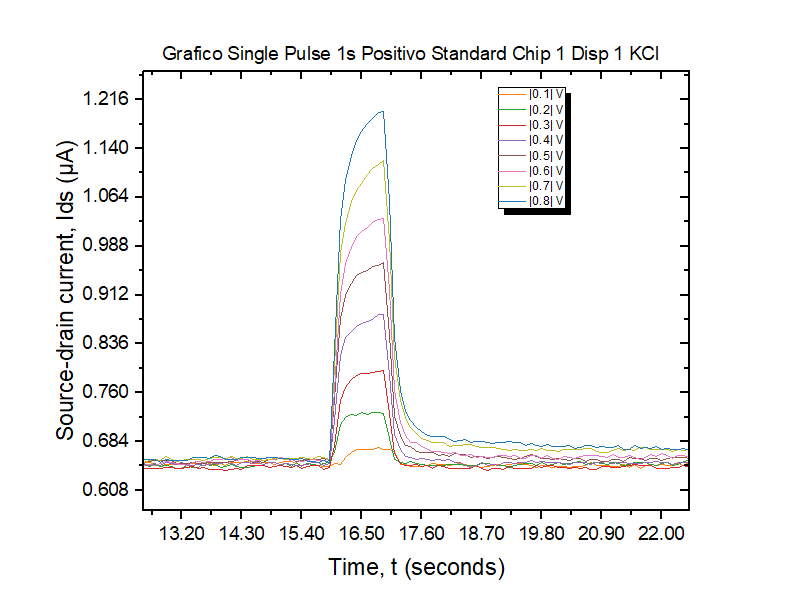 Grafico Single Pulse 1s Positivo Standard Chip 1 Disp 1 KCl
|0.1| V
|0.2| V
|0.3| V
|0.4| V
|0.5| V
|0.6| V
|0.7| V
|0.8| V
Source-drain current, Ids (µA)
1.216
1.140
1.064
0.988
0.912
0.836
0.760
0.684
0.608
13.20 14.30 15.40 16.50 17.60 18.70 19.80 20.90 22.00
Time, t (seconds)